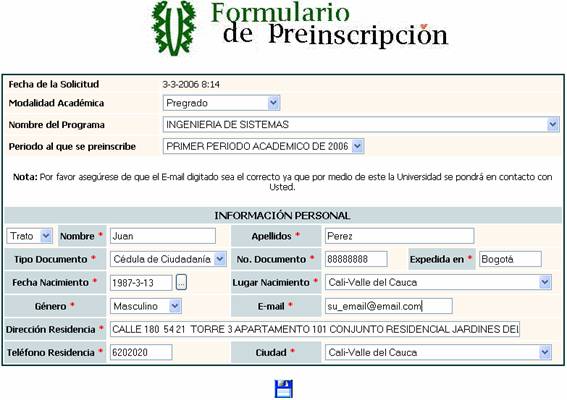 Formulario
de Preinscripción
Fecha de la Solicitud 3-3-2006 8:14
Modalidad Académica Pregrado
Nombre del Programa INGENIERIA DE SISTEMAS
Periodo al que se preinscribe PRIMER PERIODO ACADEMICO DE 2006
Nota: Por favor asegúrese de que el E-mail digitado sea el correcto ya que por medio de este la Universidad se pondrá en contacto con
Usted.
INFORMACIÓN PERSONAL
Trato Nombre * Juan Apellidos * Perez
Tipo Documento * Cédula de Ciudadanía No. Documento * 88888888 Expedida en * Bogotá
Fecha Nacimiento * 1987-3-13 ... Lugar Nacimiento * Cali-Valle del Cauca
Género * Masculino E-mail * su_email@email.com
Dirección Residencia * CALLE 180 54 21 TORRE 3 APARTAMENTO 101 CONJUNTO RESIDENCIAL JARDINES DEL
Teléfono Residencia * 6202020 Ciudad * Cali-Valle del Cauca